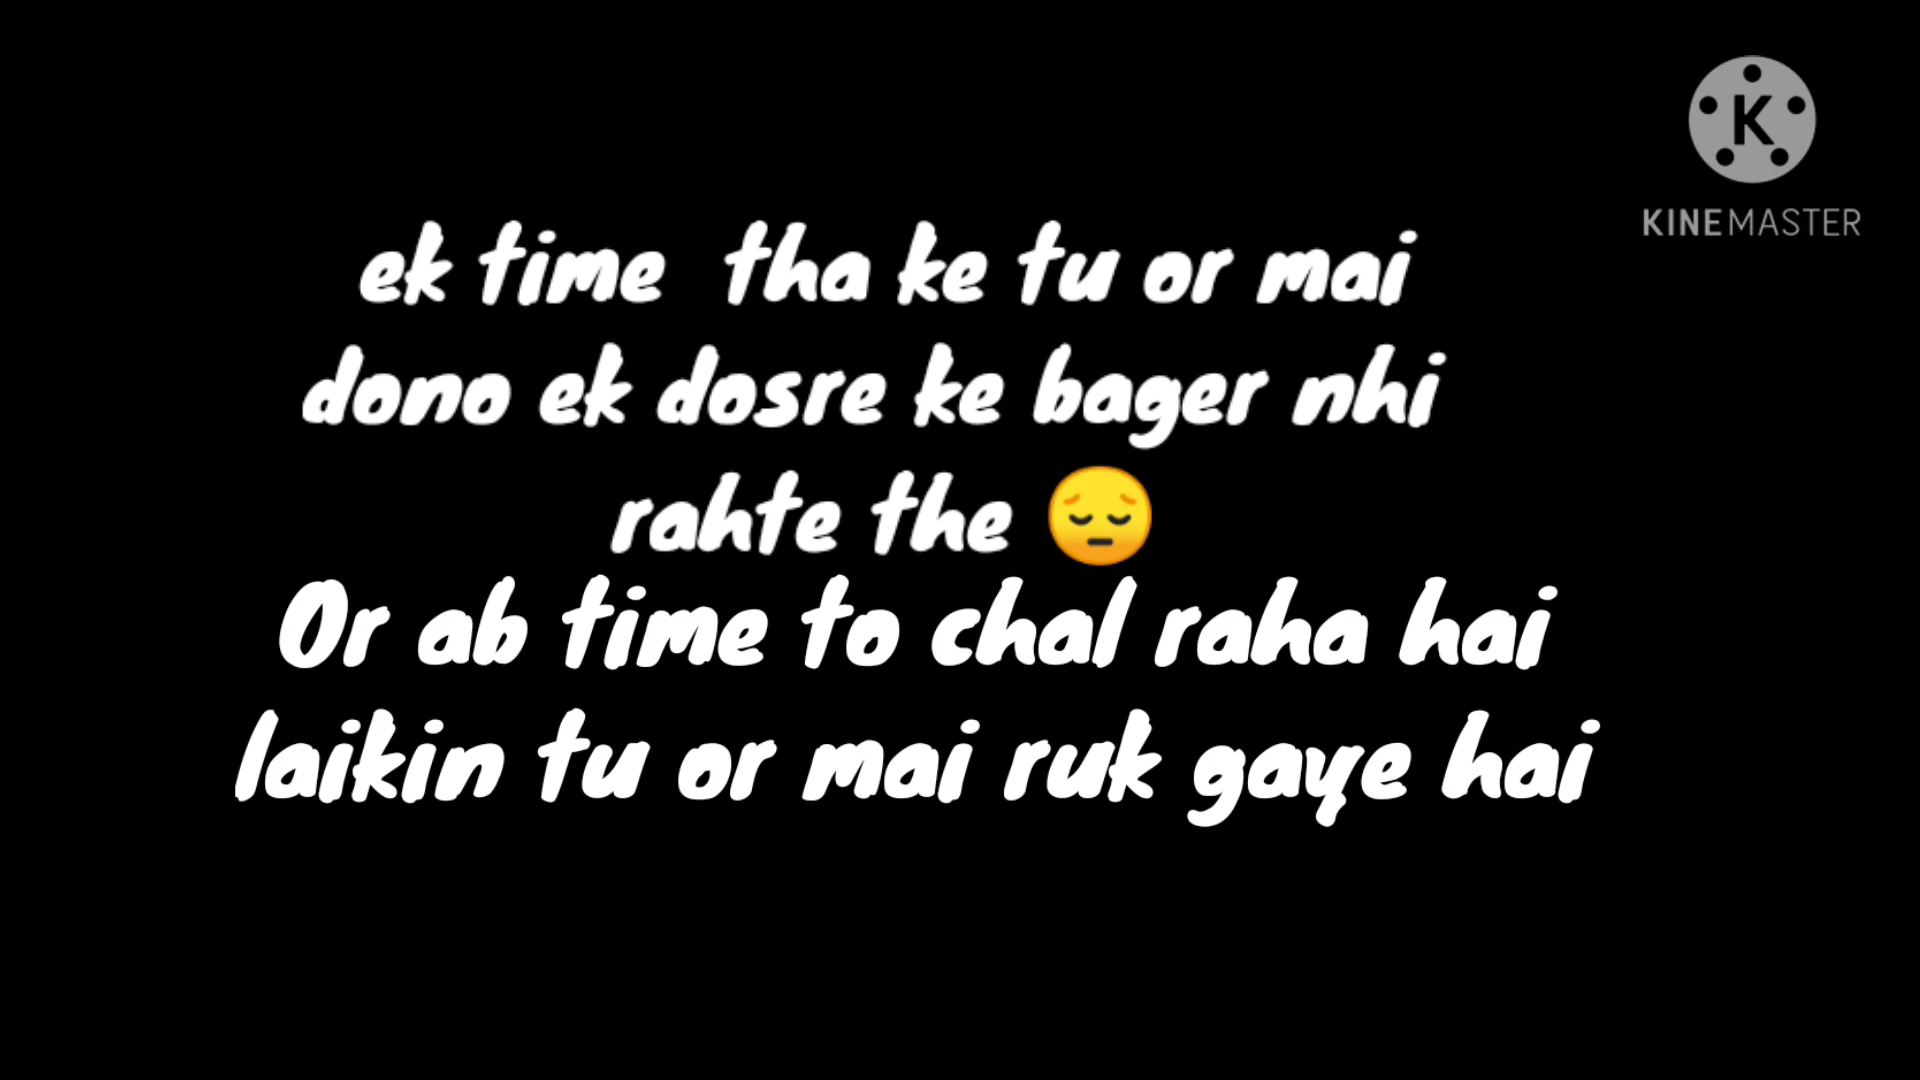 K
KINEMASTER
ek time tha ke tu or mai
dono ek dosre ke bager nhi
rahte the 😔
Or ab time to chal raha hai
laikin tu or mai ruk gaye hai